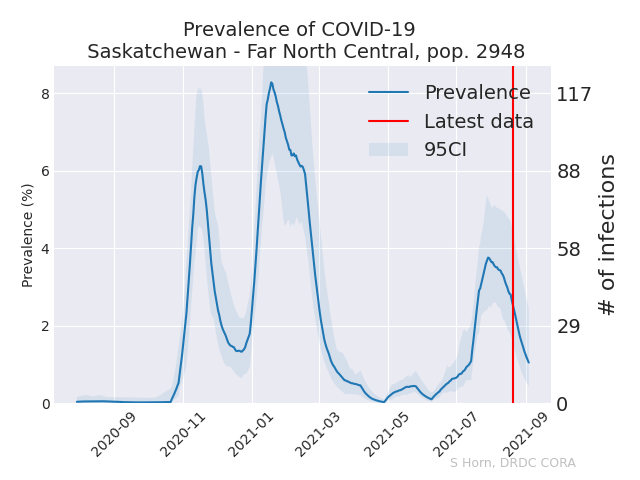 Prevalence of COVID-19
Saskatchewan - Far North Central, pop. 2948
Prevalence
Latest data
95CI
Prevalence (%)
8
6
4
2
0
117
88
58
29
0
# of infections
2020-09
2020-11
2021-01
2021-03
2021-05
2021-07
2021-09
S Horn, DRDC CORA